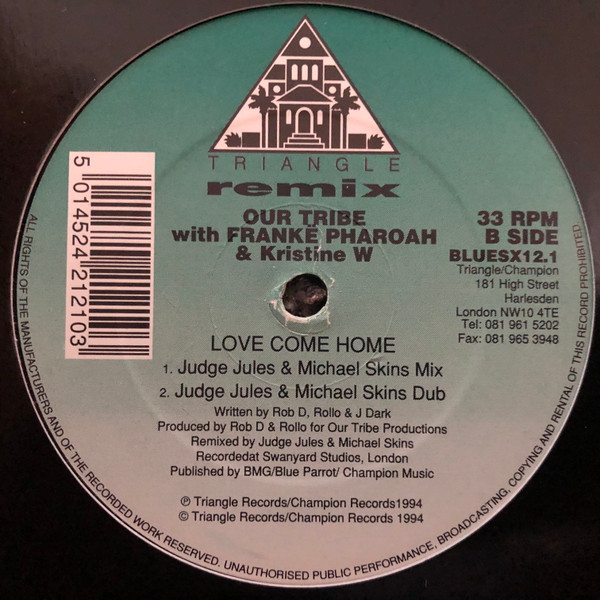 TRIANGLE
remix
OUR TRIBE
with FRANKË PHAROAH
& Kristine W
33 RPM
B SIDE
BLUESX12.1
Triangle/Champion
181 High Street
Harlesden
London NW10 4TE
Tel: 081 961 5202
Fax: 081 965 3948
5 014524 212103
LOVE COME HOME
1. Judge Jules & Michael Skins Mix
2. Judge Jules & Michael Skins Dub
Written by Rob D, Rollo & J Dark
Produced by Rob D & Rollo for Our Tribe Productions
Remixed by Judge Jules & Michael Skins
Recordedat Swanyard Studios, London
Published by BMG/Blue Parrot/ Champion Music
℗ Triangle Records/Champion Records1994
© Triangle Records/Champion Records 1994
ALL RIGHTS OF THE MANUFACTURERS AND OF THE RECORDED WORK RESERVED. UNAUTHORISED PUBLIC PERFORMANCE, BROADCASTING, COPYING AND RENTAL OF THIS RECORD PROHIBITED.